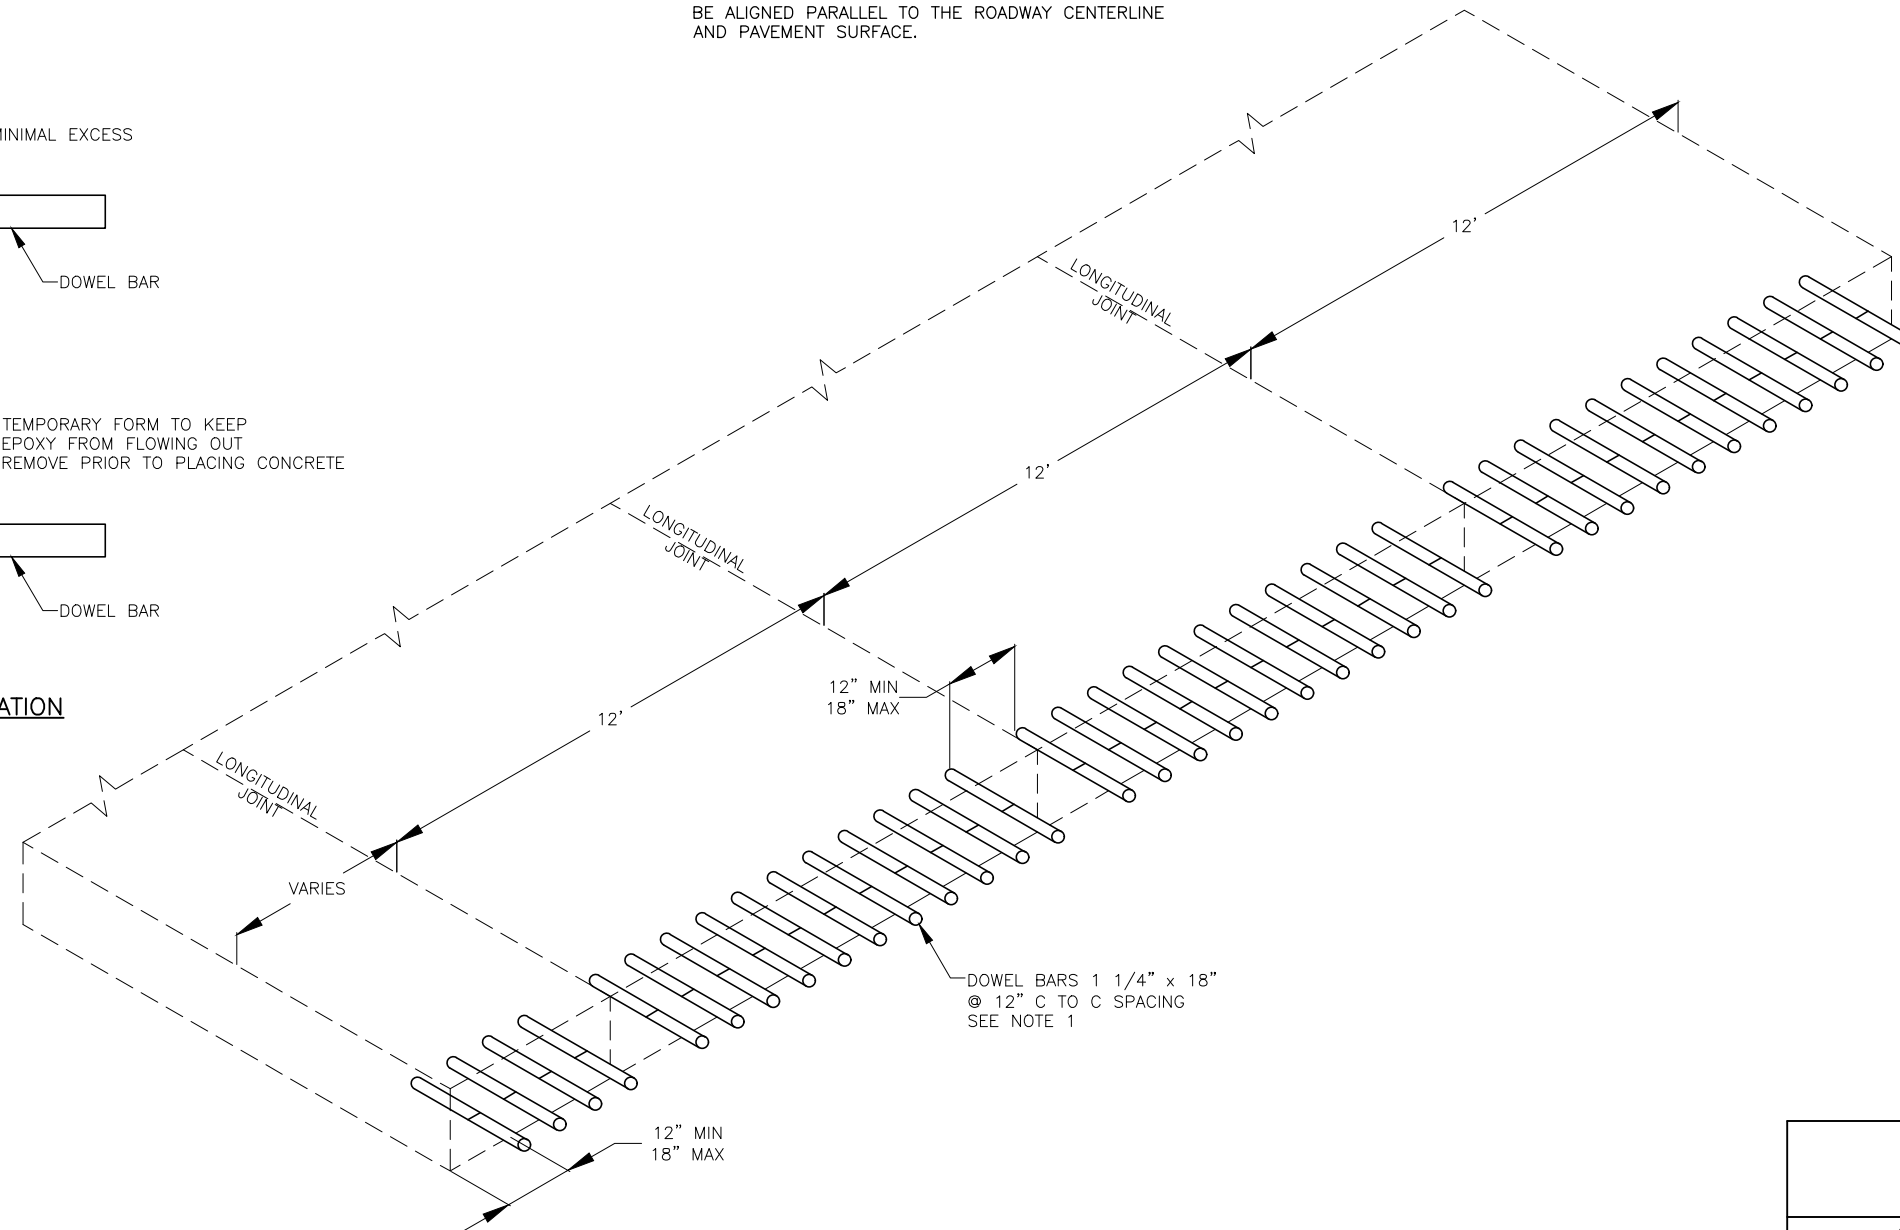 BE ALIGNED PARALLEL TO THE ROADWAY CENTERLINE
AND PAVEMENT SURFACE.
MINIMAL EXCESS
DOWEL BAR
12'
LONGITUDINAL
JOINT
TEMPORARY FORM TO KEEP
EPOXY FROM FLOWING OUT
REMOVE PRIOR TO PLACING CONCRETE
12'
LONGITUDINAL
JOINT
DOWEL BAR
12" MIN
18" MAX
ATION
12'
LONGITUDINAL
JOINT
VARIES
DOWEL BARS 1 1/4" x 18"
@ 12" C TO C SPACING
SEE NOTE 1
12" MIN
18" MAX